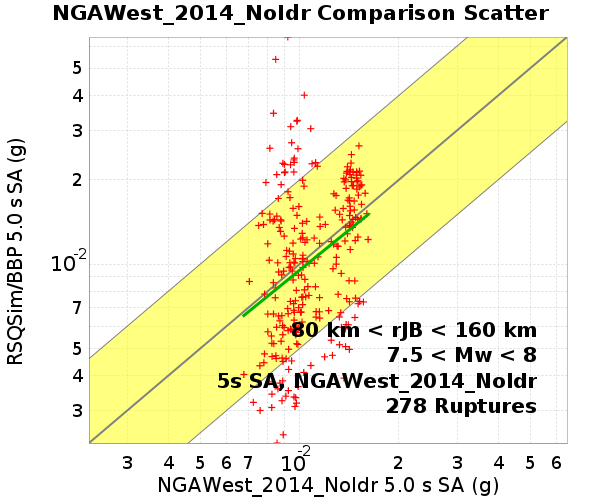 NGAWest_2014_NoIdr Comparison Scatter
RSQSim/BBP 5.0 s SA (g)
5
4
3
2
10-2
7
5
4
3
80 km < rJB < 160 km
7.5 < Mw < 8
5s SA, NGAWest_2014_NoIdr
278 Ruptures
3 4 5 6 7 10-2 2 3 4 5 6
NGAWest_2014_NoIdr 5.0 s SA (g)